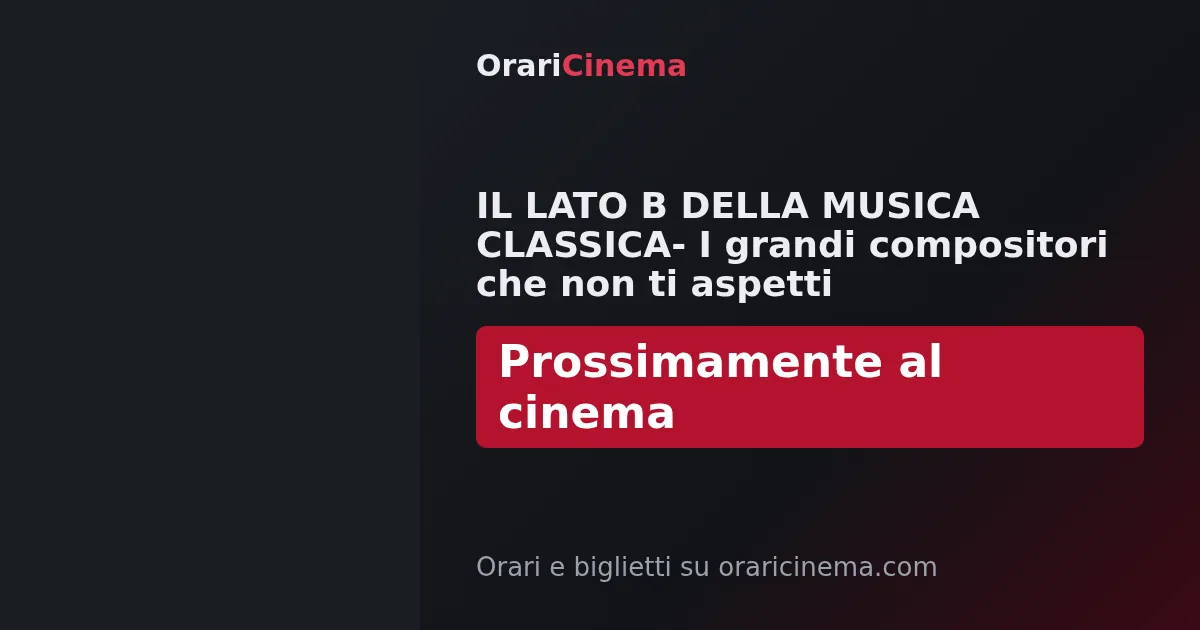 OrariCinema
IL LATO B DELLA MUSICA
CLASSICA- I grandi compositori
che non ti aspetti
Prossimamente al
cinema
Orari e biglietti su oraricinema.com